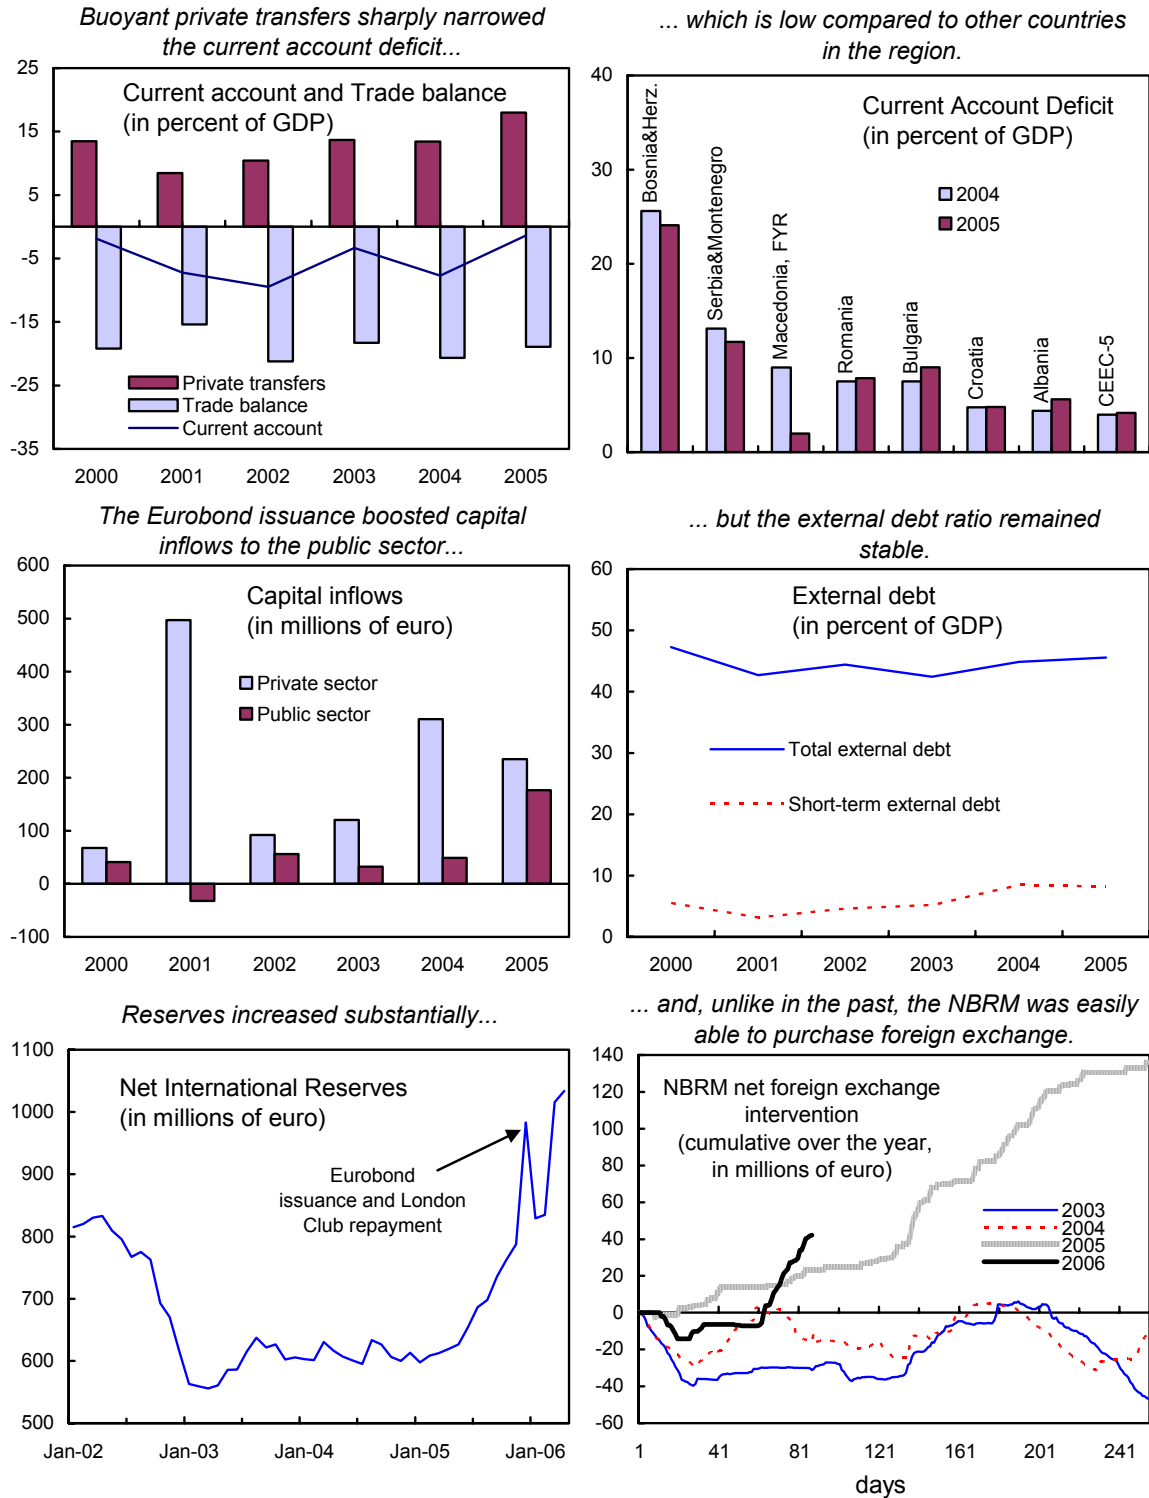 Buoyant private transfers sharply narrowed
the current account deficit...
25
15
5
-5
-15
-25
-35
Current account and Trade balance
(in percent of GDP)
Private transfers
Trade balance
Current account
2000 2001 2002 2003 2004 2005
... which is low compared to other countries
in the region.
40
30
20
10
0
Current Account Deficit
(in percent of GDP)
2004
2005
Bosnia&Herz.
Serbia&Montenegro
Macedonia, FYR
Romania
Bulgaria
Croatia
Albania
CEEC-5
The Eurobond issuance boosted capital
inflows to the public sector...
600
500
400
300
200
100
0
-100
Capital inflows
(in millions of euro)
Private sector
Public sector
2000 2001 2002 2003 2004 2005
... but the external debt ratio remained
stable.
60
50
40
30
20
10
0
External debt
(in percent of GDP)
Total external debt
Short-term external debt
2000 2001 2002 2003 2004 2005
Reserves increased substantially...
1100
1000
900
800
700
600
500
Net International Reserves
(in millions of euro)
Eurobond
issuance and London
Club repayment
Jan-02 Jan-03 Jan-04 Jan-05 Jan-06
... and, unlike in the past, the NBRM was easily
able to purchase foreign exchange.
140
120
100
80
60
40
20
0
-20
-40
-60
NBRM net foreign exchange
intervention
(cumulative over the year,
in millions of euro)
2003
2004
2005
2006
1 41 81 121 161 201 241
days